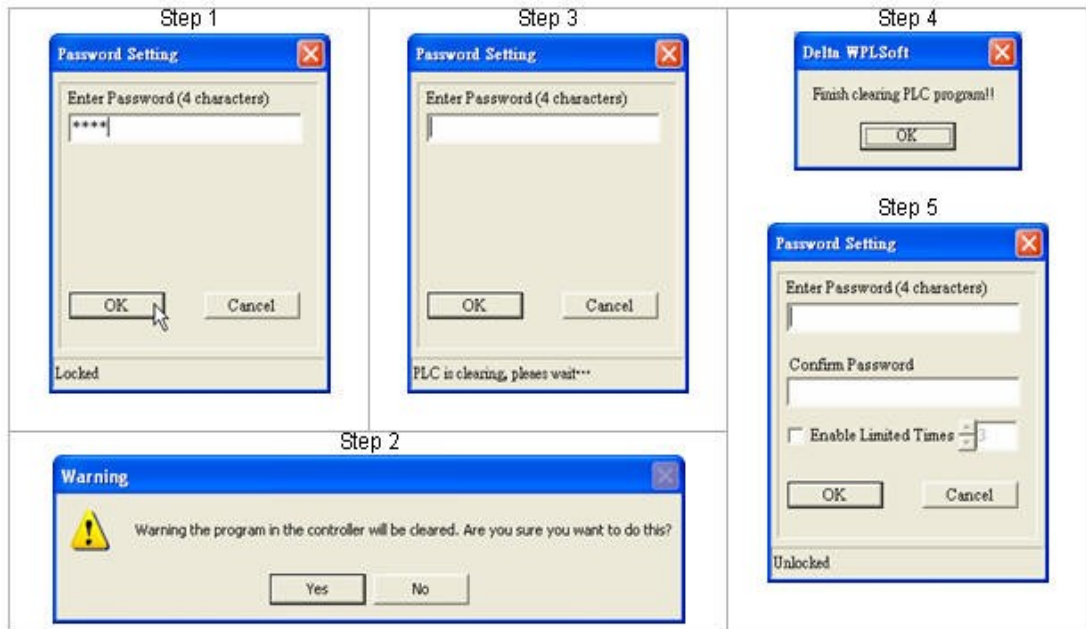 Step 1
Password Setting
Enter Password (4 characters)
****
OK
Cancel
Locked
Step 3
Password Setting
Enter Password (4 characters)
OK
Cancel
PLC is clearing, pleaes wait···
Step 4
Delta WPLSoft
Finish clearing PLC program!!
OK
Step 5
Password Setting
Enter Password (4 characters)
Confirm Password
Enable Limited Times 3
OK
Cancel
Unlocked
Step 2
Warning
Warning the program in the controller will be cleared. Are you sure you want to do this?
Yes
No